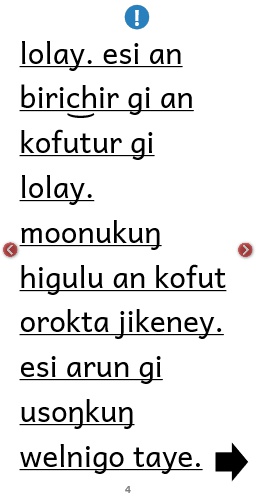 lolay. esi an
birichir gi an
kofutur gi
lolay.
moonukuŋ
higulu an kofut
orokta jikeney.
esi arun gi
usoŋkuŋ
welnigo taye.
4